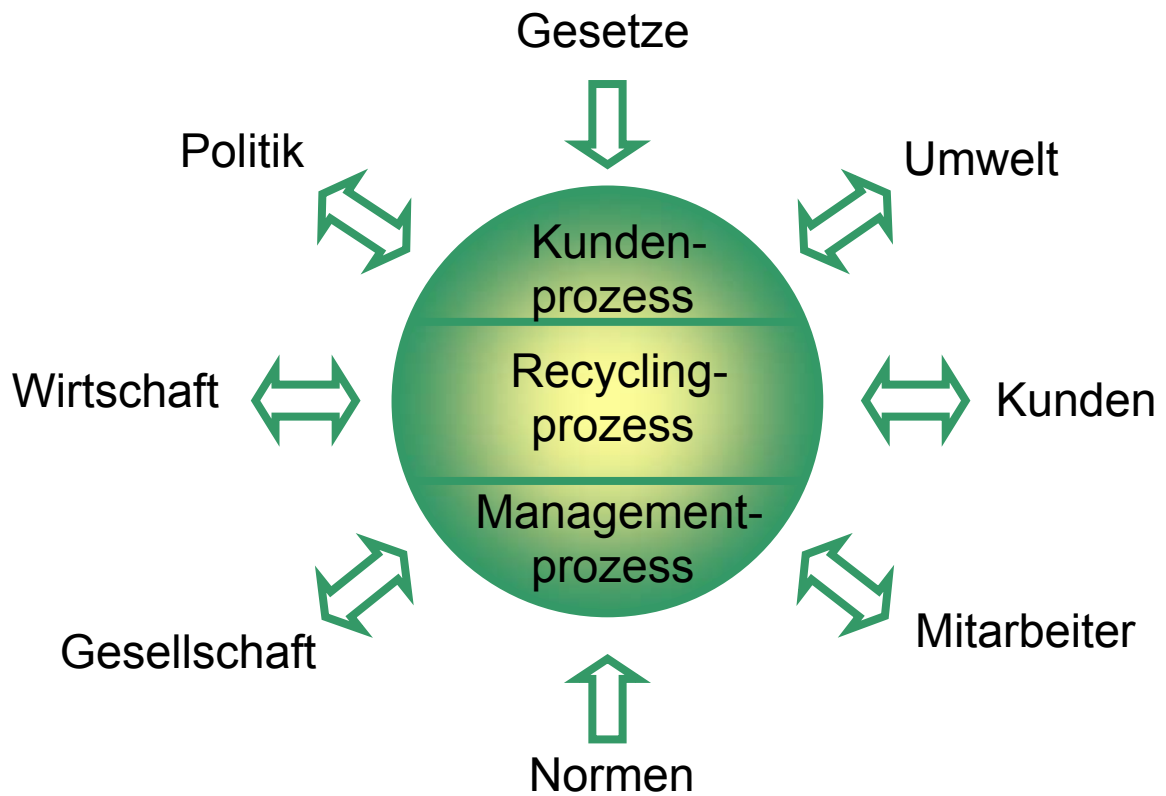 Gesetze
Politik
Umwelt
Kunden-
prozess
Recycling-
prozess
Wirtschaft
Kunden
Management-
prozess
Gesellschaft
Mitarbeiter
Normen